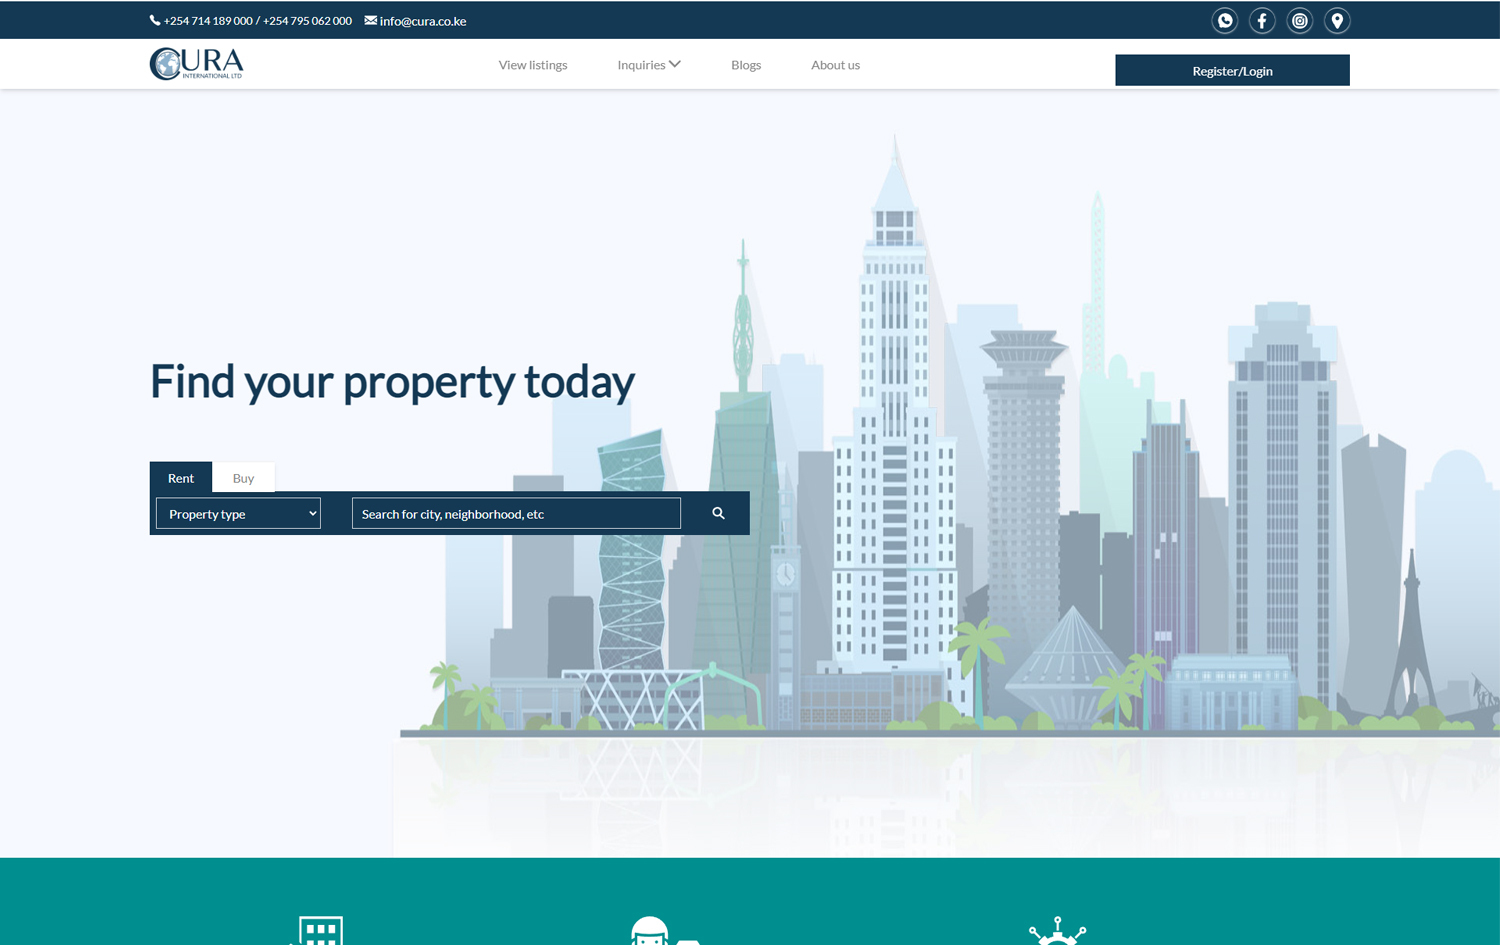 +254 714 189 000 / +254 795 062 000 info@cura.co.ke
CURA
INTERNATIONAL LTD
View listings Inquiries Blogs About us
Register/Login
Find your property today
Rent Buy
Property type Search for city, neighborhood, etc